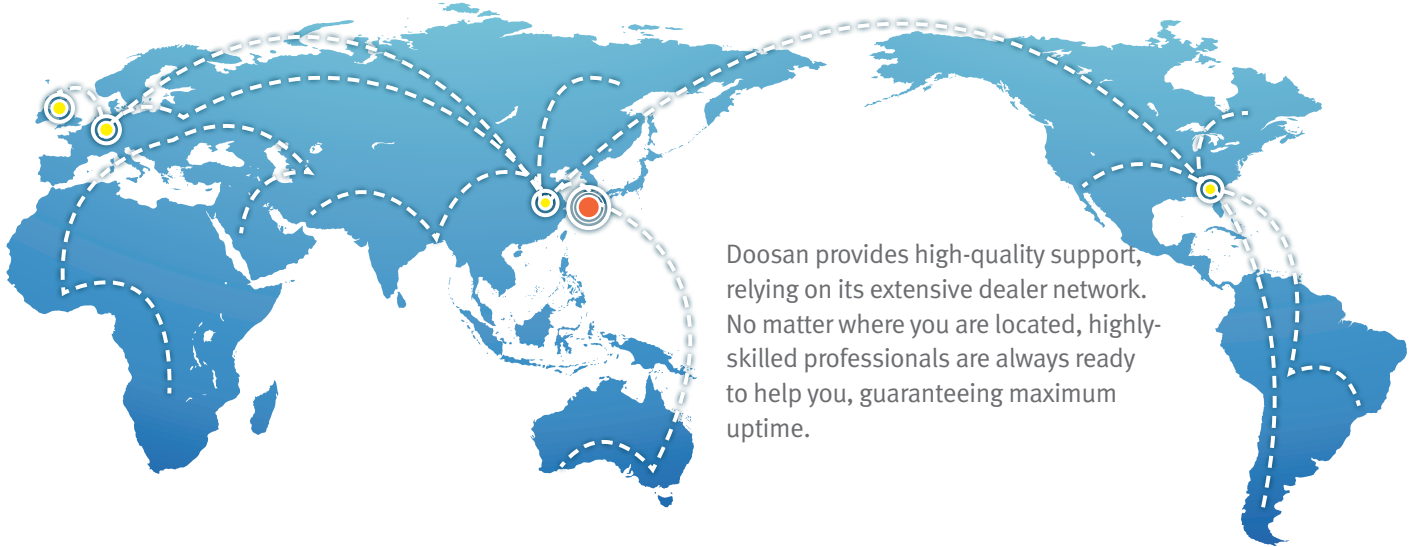 Doosan provides high-quality support,
relying on its extensive dealer network.
No matter where you are located, highly-
skilled professionals are always ready
to help you, guaranteeing maximum
uptime.